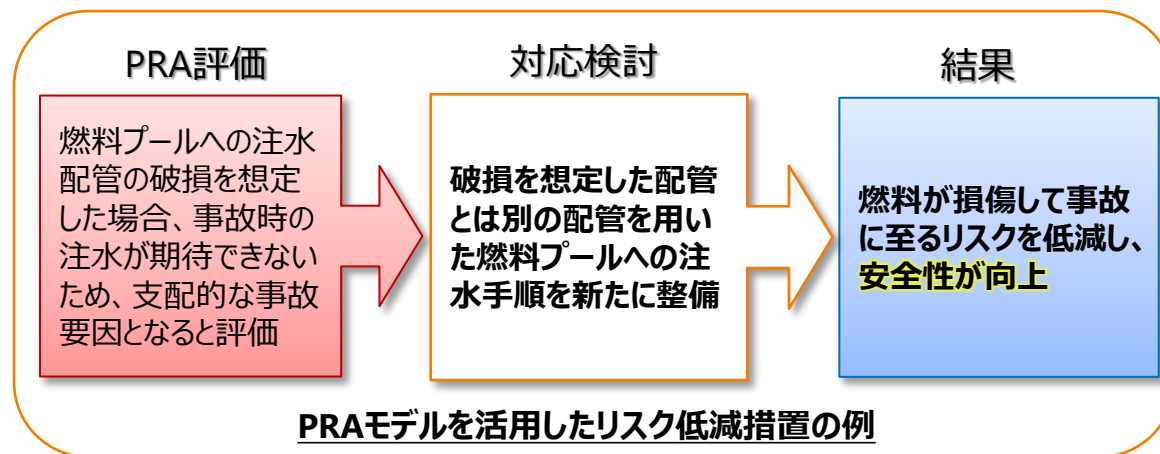 PRA評価
燃料プールへの注水
配管の破損を想定
した場合、事故時の
注水が期待できない
ため、支配的な事故
要因となると評価
対応検討
破損を想定した配管
とは別の配管を用い
た燃料プールへの注
水手順を新たに整備
結果
燃料が損傷して事故
に至るリスクを低減し、
安全性が向上
PRAモデルを活用したリスク低減措置の例